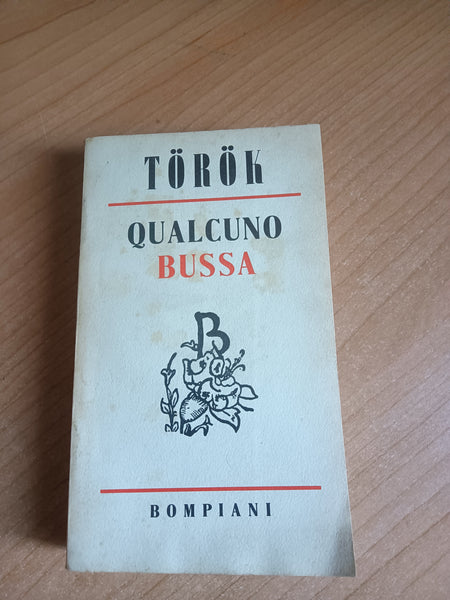 TÖRÖK
QUALCUNO
BUSSA
B
BOMPIANI